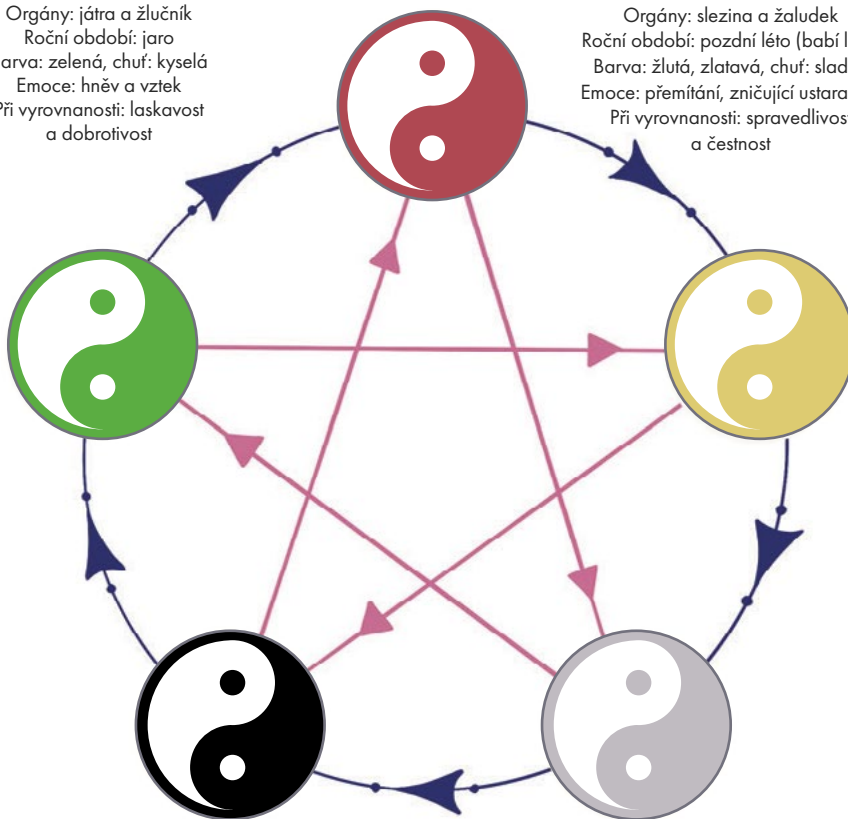 Orgány: játra a žlučník
Roční období: jaro
arva: zelená, chuť: kyselá
Emoce: hněv a vztek
Při vyrovnanosti: laskavost
a dobrotivost
Orgány: slezina a žaludek
Roční období: pozdní léto (babí l
Barva: žlutá, zlatavá, chuť: slad
Emoce: přemítání, zničující ustara
Při vyrovnanosti: spravedlivos
a čestnost